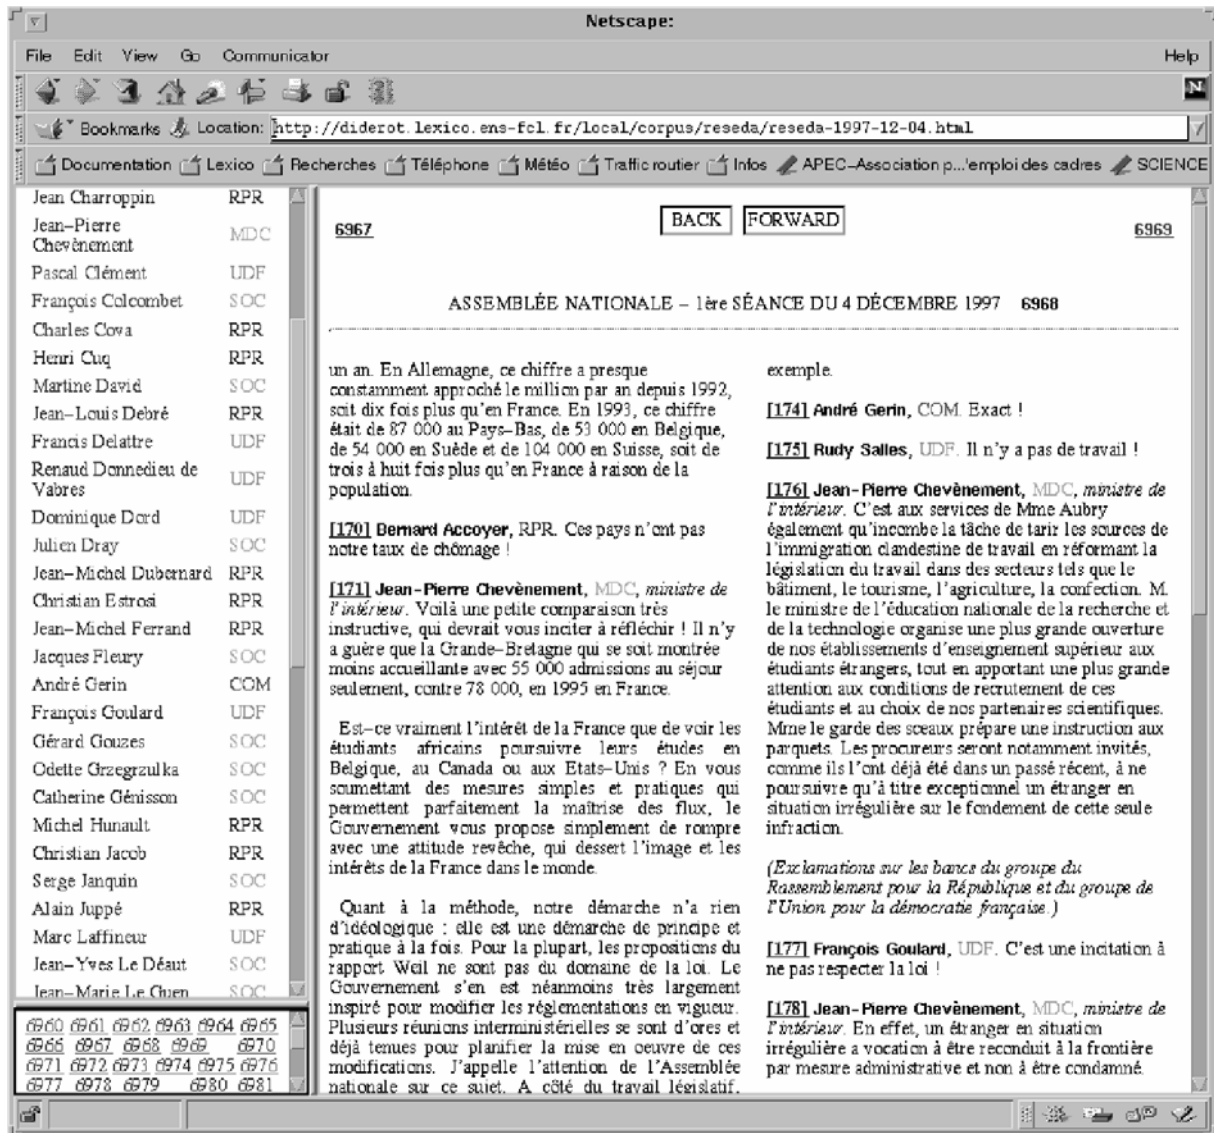 Netscape:
File Edit View Go Communicator Help
N
Bookmarks Location: http://diderot.lexico.ens-fcl.fr/local/corpus/reseda/reseda-1997-12-04.html
Documentation Lexico Recherches Téléphone Météo Traffic routier Infos APEC-Association p...'emploi des cadres SCIENCE
Jean Charroppin RPR
Jean-Pierre
Chevènement MDC
Pascal Clément UDF
François Colcombet SOC
Charles Cova RPR
Henri Cuq RPR
Martine David SOC
Jean-Louis Debré RPR
Francis Delattre UDF
Renaud Donnedieu de
Vabres UDF
Dominique Dord UDF
Julien Dray SOC
Jean-Michel Dubernard RPR
Christian Estrosi RPR
Jean-Michel Ferrand RPR
Jacques Fleury SOC
André Gerin COM
François Goulard UDF
Gérard Gouzes SOC
Odette Grzegrzulka SOC
Catherine Génisson SOC
Michel Hunault RPR
Christian Jacob RPR
Serge Janquin SOC
Alain Juppé RPR
Marc Laffineur UDF
Jean-Yves Le Déaut SOC
Jean-Marie Le Guen SOC
6960 6961 6962 6963 6964 6965
6966 6967 6968 6969 6970
6971 6972 6973 6974 6975 6976
6977 6978 6979 6980 6981
6967 BACK FORWARD 6969
ASSEMBLÉE NATIONALE – 1ère SÉANCE DU 4 DÉCEMBRE 1997 6968
un an. En Allemagne, ce chiffre a presque
constamment approché le million par an depuis 1992,
soit dix fois plus qu'en France. En 1993, ce chiffre
était de 87 000 au Pays-Bas, de 53 000 en Belgique,
de 54 000 en Suède et de 104 000 en Suisse, soit de
trois à huit fois plus qu'en France à raison de la
population.
[170] Bernard Accoyer, RPR. Ces pays n'ont pas
notre taux de chômage !
[171] Jean-Pierre Chevènement, MDC, ministre de
l'intérieur. Voilà une petite comparaison très
instructive, qui devrait vous inciter à réfléchir ! Il n'y
a guère que la Grande-Bretagne qui se soit montrée
moins accueillante avec 55 000 admissions au séjour
seulement, contre 78 000, en 1995 en France.
Est-ce vraiment l'intérêt de la France que de voir les
étudiants africains poursuivre leurs études en
Belgique, au Canada ou aux Etats-Unis ? En vous
soumettant des mesures simples et pratiques qui
permettent parfaitement la maîtrise des flux, le
Gouvernement vous propose simplement de rompre
avec une attitude revêche, qui dessert l'image et les
intérêts de la France dans le monde.
Quant à la méthode, notre démarche n'a rien
d'idéologique : elle est une démarche de principe et
pratique à la fois. Pour la plupart, les propositions du
rapport Weil ne sont pas du domaine de la loi. Le
Gouvernement s'en est néanmoins très largement
inspiré pour modifier les réglementations en vigueur.
Plusieurs réunions interministérielles se sont d'ores et
déjà tenues pour planifier la mise en oeuvre de ces
modifications. J'appelle l'attention de l'Assemblée
nationale sur ce sujet. A côté du travail législatif,
exemple.
[174] André Gerin, COM. Exact !
[175] Rudy Salles, UDF. Il n'y a pas de travail !
[176] Jean-Pierre Chevènement, MDC, ministre de
l'intérieur. C'est aux services de Mme Aubry
également qu'incombe la tâche de tarir les sources de
l'immigration clandestine de travail en réformant la
législation du travail dans des secteurs tels que le
bâtiment, le tourisme, l'agriculture, la confection. M.
le ministre de l'éducation nationale de la recherche et
de la technologie organise une plus grande ouverture
de nos établissements d'enseignement supérieur aux
étudiants étrangers, tout en apportant une plus grande
attention aux conditions de recrutement de ces
étudiants et au choix de nos partenaires scientifiques.
Mme le garde des sceaux prépare une instruction aux
parquets. Les procureurs seront notamment invités,
comme ils l'ont déjà été dans un passé récent, à ne
poursuivre qu'à titre exceptionnel un étranger en
situation irrégulière sur le fondement de cette seule
infraction.
(Exclamations sur les bancs du groupe du
Rassemblement pour la République et du groupe de
l'Union pour la démocratie française.)
[177] François Goulard, UDF. C'est une incitation à
ne pas respecter la loi !
[178] Jean-Pierre Chevènement, MDC, ministre de
l'intérieur. En effet, un étranger en situation
irrégulière a vocation à être reconduit à la frontière
par mesure administrative et non à être condamné.